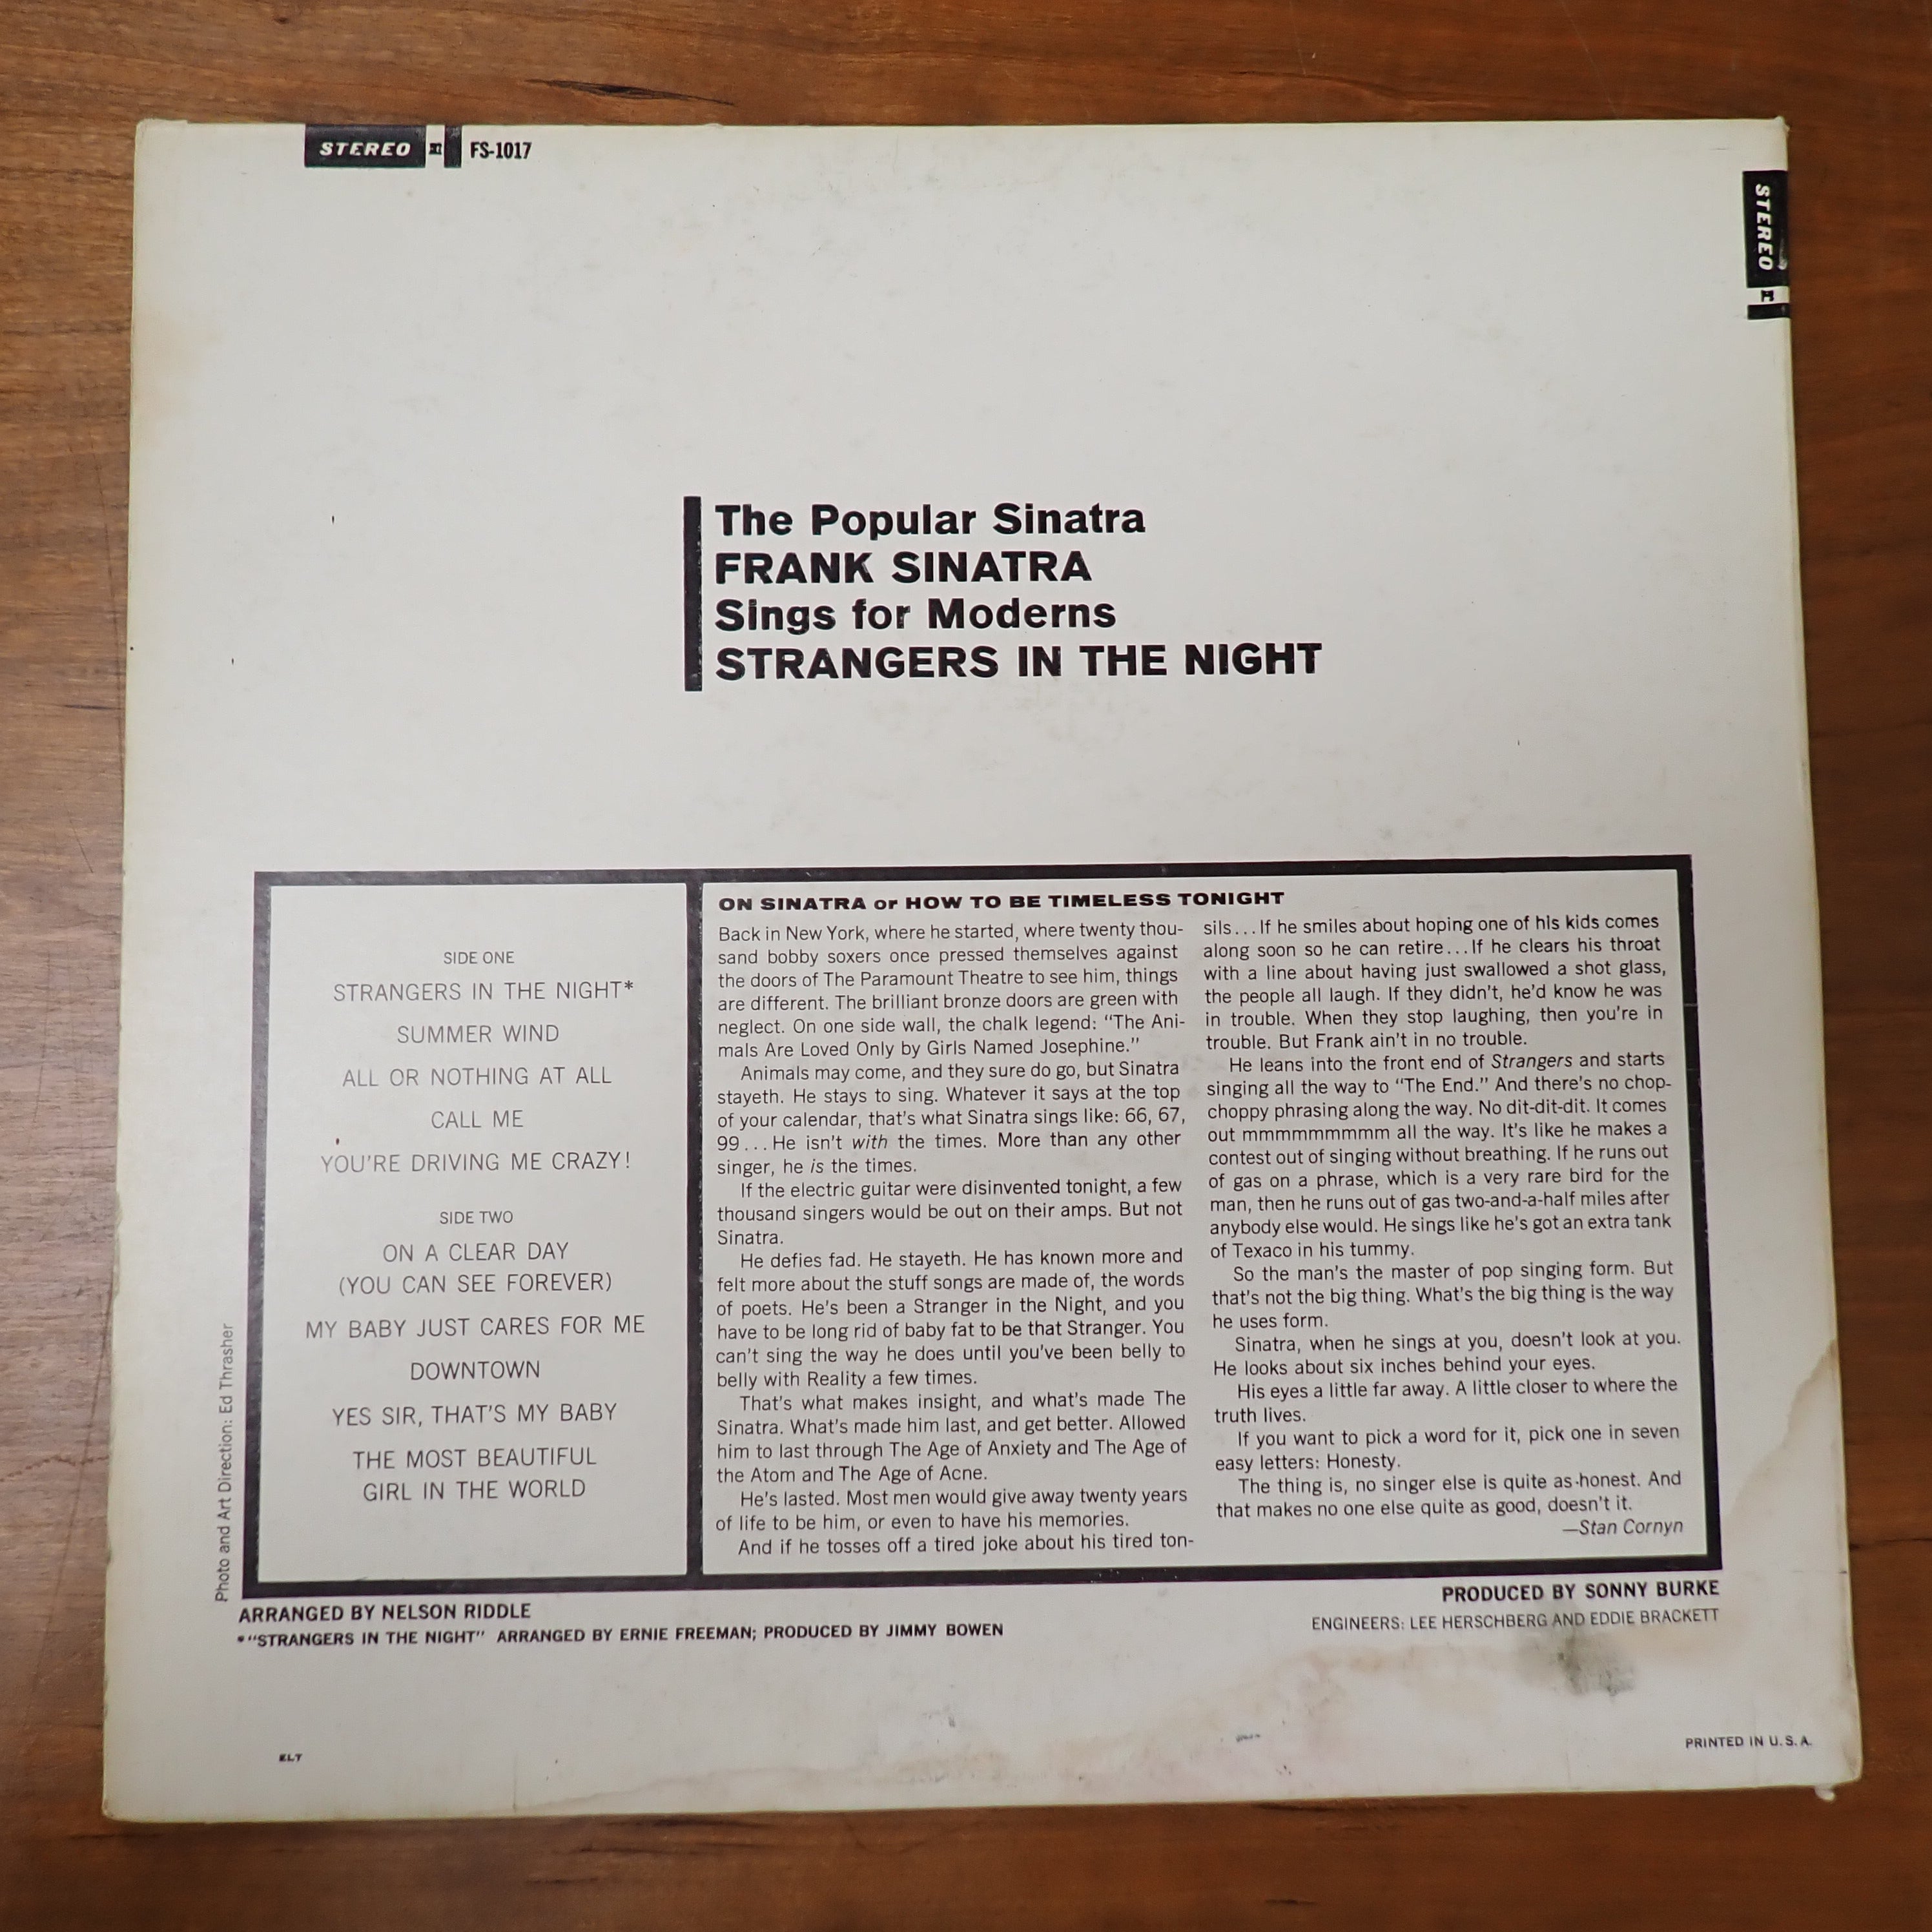 STEREO FS-1017
STEREO
The Popular Sinatra
FRANK SINATRA
Sings for Moderns
STRANGERS IN THE NIGHT
SIDE ONE
STRANGERS IN THE NIGHT*
SUMMER WIND
ALL OR NOTHING AT ALL
CALL ME
YOU'RE DRIVING ME CRAZY!
SIDE TWO
ON A CLEAR DAY
(YOU CAN SEE FOREVER)
MY BABY JUST CARES FOR ME
DOWNTOWN
YES SIR, THAT'S MY BABY
THE MOST BEAUTIFUL
GIRL IN THE WORLD
ON SINATRA or HOW TO BE TIMELESS TONIGHT
Back in New York, where he started, where twenty thou-
sand bobby soxers once pressed themselves against
the doors of The Paramount Theatre to see him, things
are different. The brilliant bronze doors are green with
neglect. On one side wall, the chalk legend: "The Ani-
mals Are Loved Only by Girls Named Josephine."
Animals may come, and they sure do go, but Sinatra
stayeth. He stays to sing. Whatever it says at the top
of your calendar, that's what Sinatra sings like: 66, 67,
99...He isn't with the times. More than any other
singer, he is the times.
If the electric guitar were disinvented tonight, a few
thousand singers would be out on their amps. But not
Sinatra.
He defies fad. He stayeth. He has known more and
felt more about the stuff songs are made of, the words
of poets. He's been a Stranger in the Night, and you
have to be long rid of baby fat to be that Stranger. You
can't sing the way he does until you've been belly to
belly with Reality a few times.
That's what makes insight, and what's made The
Sinatra. What's made him last, and get better. Allowed
him to last through The Age of Anxiety and The Age of
the Atom and The Age of Acne.
He's lasted. Most men would give away twenty years
of life to be him, or even to have his memories.
And if he tosses off a tired joke about his tired ton-
sils...If he smiles about hoping one of his kids comes
along soon so he can retire...If he clears his throat
with a line about having just swallowed a shot glass,
the people all laugh. If they didn't, he'd know he was
in trouble. When they stop laughing, then you're in
trouble. But Frank ain't in no trouble.
He leans into the front end of Strangers and starts
singing all the way to "The End." And there's no chop-
choppy phrasing along the way. No dit-dit-dit. It comes
out mmmmmmmmm all the way. It's like he makes a
contest out of singing without breathing. If he runs out
of gas on a phrase, which is a very rare bird for the
man, then he runs out of gas two-and-a-half miles after
anybody else would. He sings like he's got an extra tank
of Texaco in his tummy.
So the man's the master of pop singing form. But
that's not the big thing. What's the big thing is the way
he uses form.
Sinatra, when he sings at you, doesn't look at you.
He looks about six inches behind your eyes.
His eyes a little far away. A little closer to where the
truth lives.
If you want to pick a word for it, pick one in seven
easy letters: Honesty.
The thing is, no singer else is quite as honest. And
that makes no one else quite as good, doesn't it.
—Stan Cornyn
Photo and Art Direction: Ed Thrasher
ARRANGED BY NELSON RIDDLE
*"STRANGERS IN THE NIGHT" ARRANGED BY ERNIE FREEMAN; PRODUCED BY JIMMY BOWEN
PRODUCED BY SONNY BURKE
ENGINEERS: LEE HERSCHBERG AND EDDIE BRACKETT
KLT
PRINTED IN U.S.A.